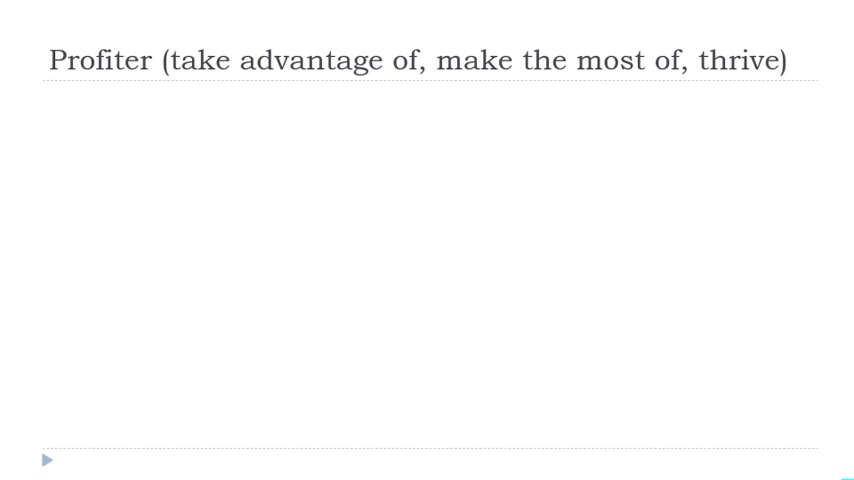 Profiter (take advantage of, make the most of, thrive)